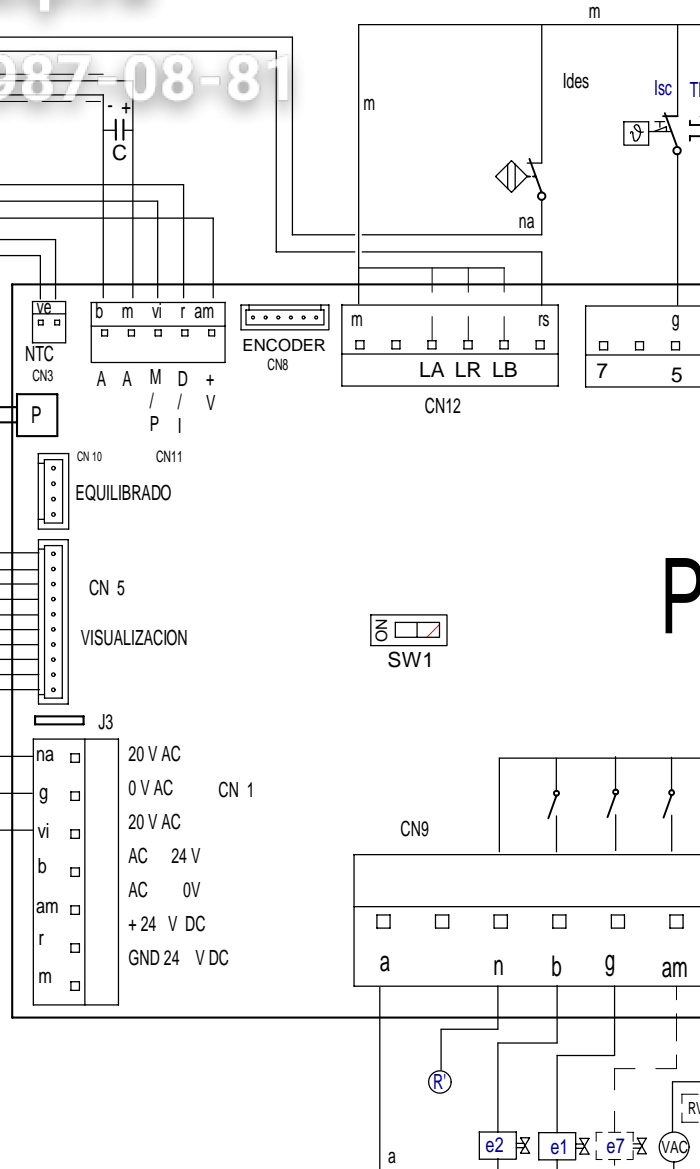 987-08-81
m
Ides
Isc
m
- +
C
ϑ
na
ve
b m vi r am
m rs
g
NTC
CN3
ENCODER
CN8
LA LR LB
7 5
A A M / P D / I + V
CN12
P
CN 10
CN11
EQUILIBRADO
CN 5
VISUALIZACION
P
ON
SW1
J3
na 20 V AC
g 0 V AC CN 1
vi 20 V AC
b AC 24 V
am AC 0V
r + 24 V DC
m GND 24 V DC
CN9
a n b g am
R'
e2 e1 e7 VAC
a